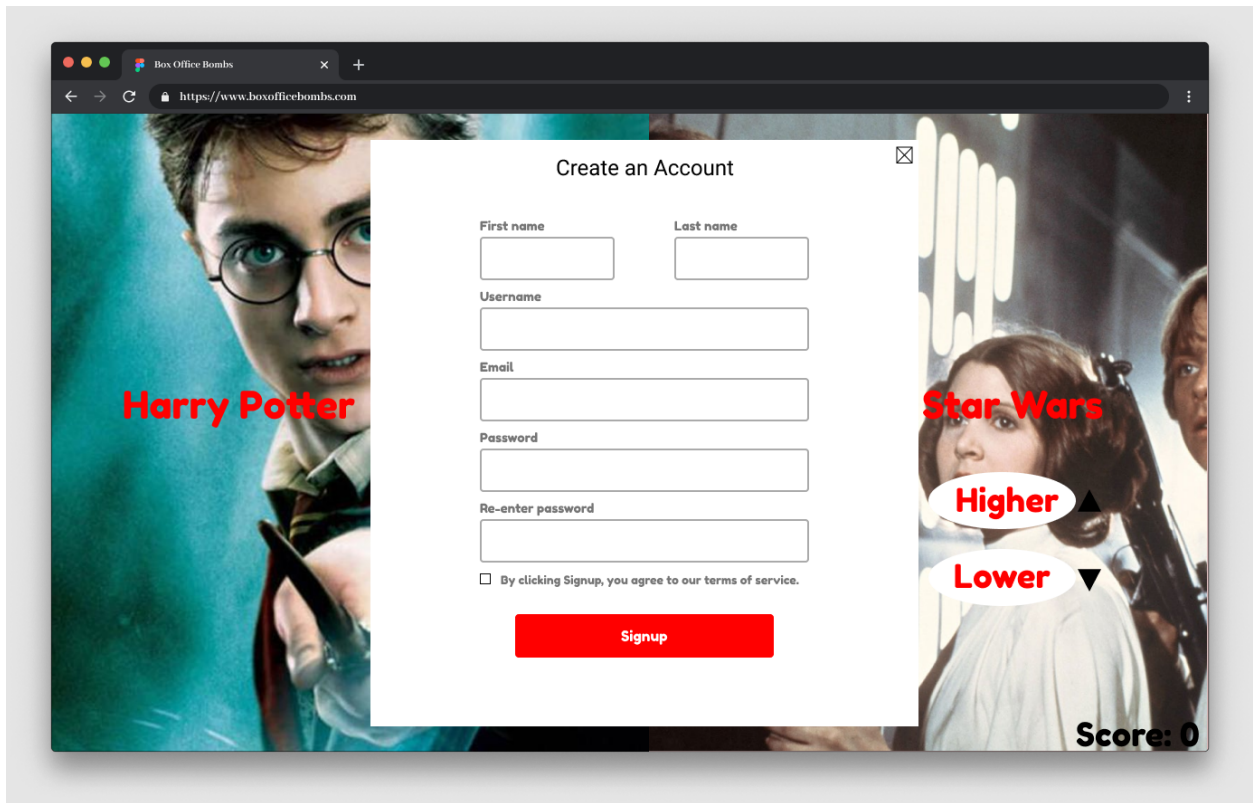 Box Office Bombs
https://www.boxofficebombs.com
Create an Account
First name Last name
Username
Email
Harry Potter
Star Wars
Password
Higher ▲
Re-enter password
Lower ▼
By clicking Signup, you agree to our terms of service.
Signup
Score: 0